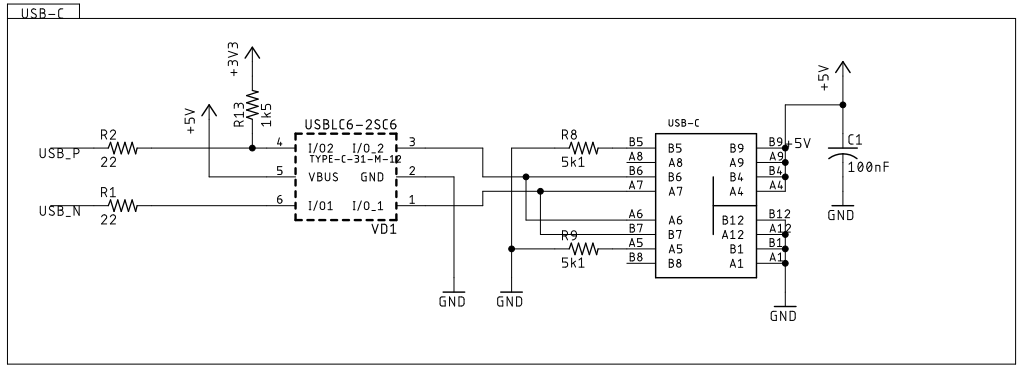 USB-C
+3V3
R13
1k5
+5V
USB_P
R2
22
USB_N
R1
22
USBLC6-2SC6
4 I/O2 I/O_2 3
TYPE-C-31-M-12
5 VBUS GND 2
6 I/O1 I/O_1 1
VD1
GND
GND
R8
5k1
R9
5k1
USB-C
B5 B5 B9 B9
A8 A8 A9 A9
B6 B6 B4 B4
A7 A7 A4 A4
A6 A6 B12 B12
B7 B7 A12 A12
A5 A5 B1 B1
B8 B8 A1 A1
+5V
+5V
C1
100nF
GND
GND